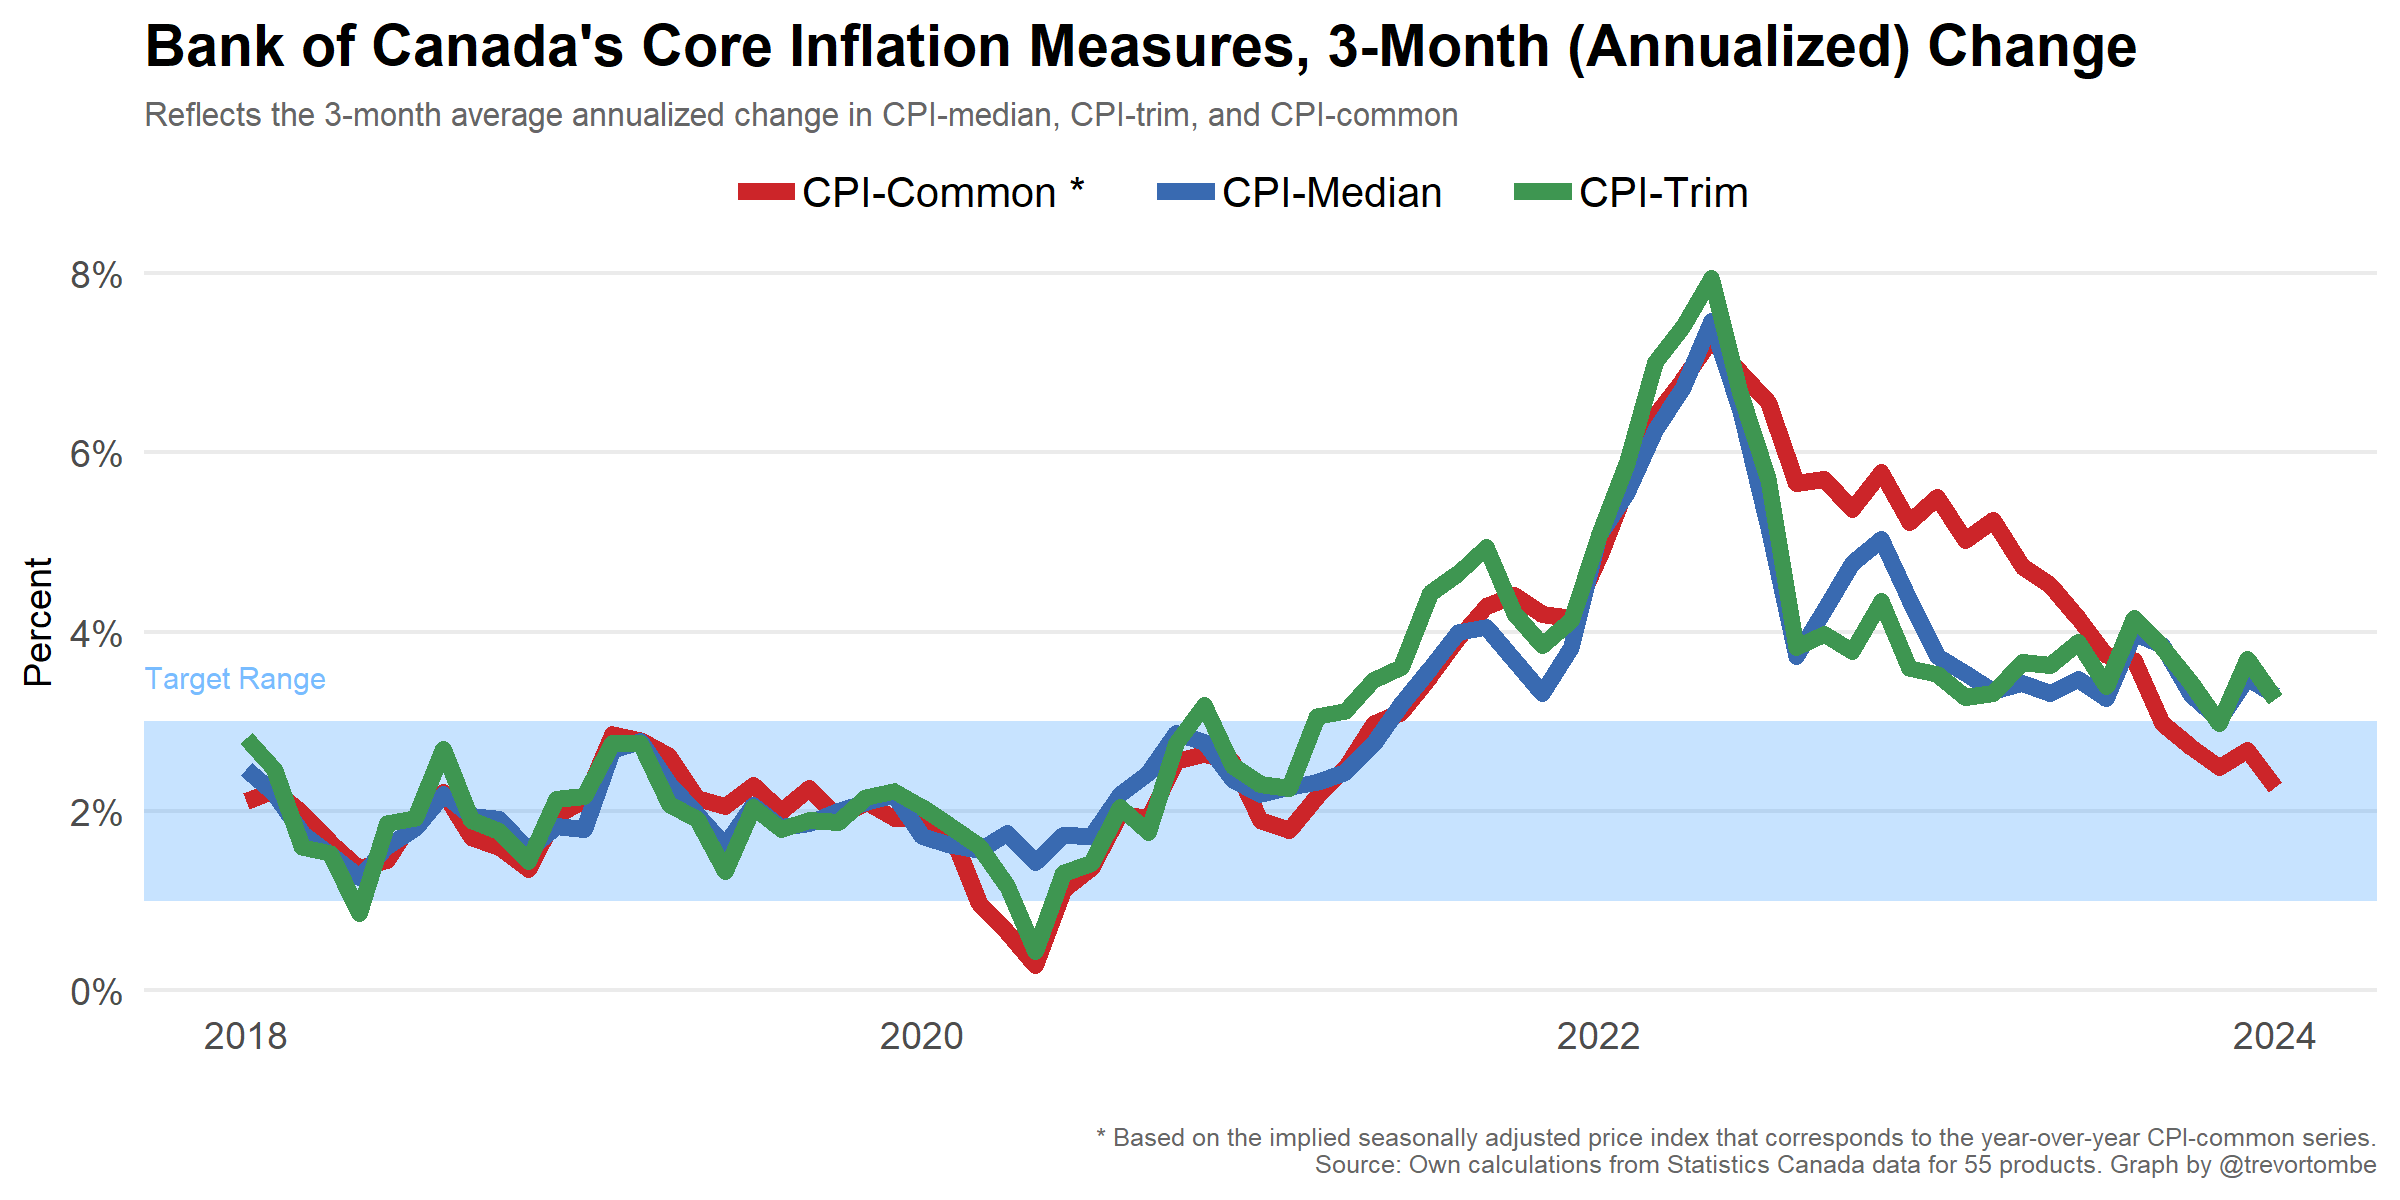 Bank of Canada's Core Inflation Measures, 3-Month (Annualized) Change
Reflects the 3-month average annualized change in CPI-median, CPI-trim, and CPI-common
CPI-Common * CPI-Median CPI-Trim
8%
6%
4%
2%
0%
Percent
Target Range
2018 2020 2022 2024
* Based on the implied seasonally adjusted price index that corresponds to the year-over-year CPI-common series.
Source: Own calculations from Statistics Canada data for 55 products. Graph by @trevortombe